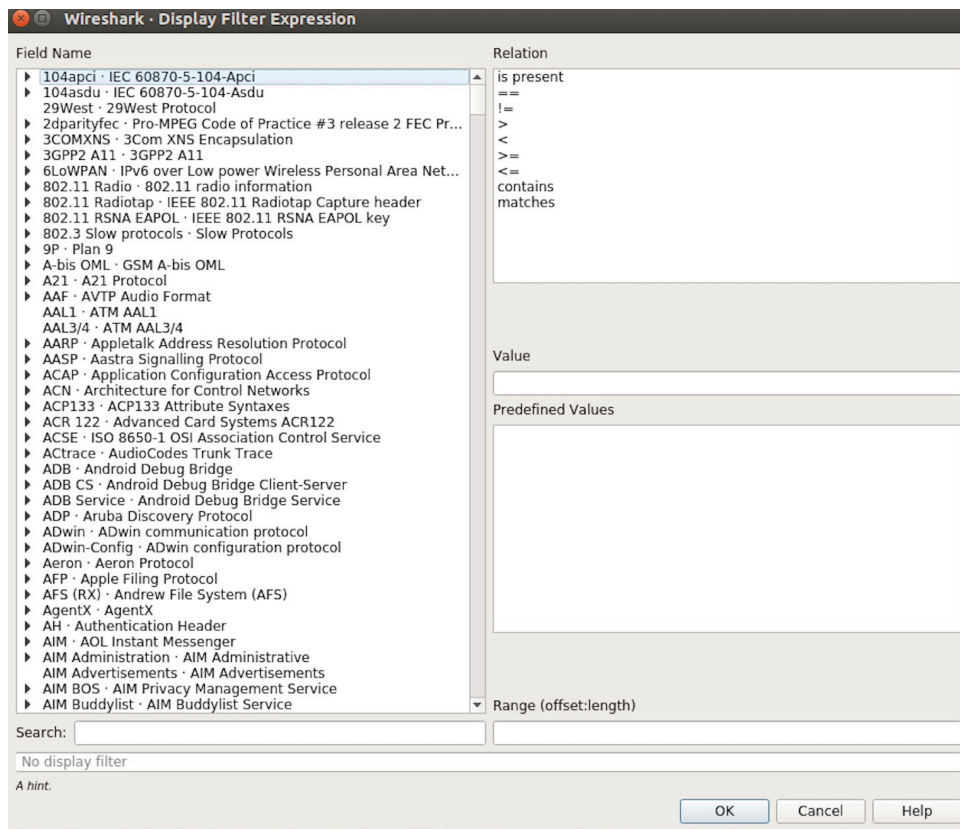 Wireshark · Display Filter Expression
Field Name
104apci · IEC 60870-5-104-Apci
104asdu · IEC 60870-5-104-Asdu
29West · 29West Protocol
2dparityfec · Pro-MPEG Code of Practice #3 release 2 FEC Pr...
3COMXNS · 3Com XNS Encapsulation
3GPP2 A11 · 3GPP2 A11
6LoWPAN · IPv6 over Low power Wireless Personal Area Net...
802.11 Radio · 802.11 radio information
802.11 Radiotap · IEEE 802.11 Radiotap Capture header
802.11 RSNA EAPOL · IEEE 802.11 RSNA EAPOL key
802.3 Slow protocols · Slow Protocols
9P · Plan 9
A-bis OML · GSM A-bis OML
A21 · A21 Protocol
AAF · AVTP Audio Format
AAL1 · ATM AAL1
AAL3/4 · ATM AAL3/4
AARP · Appletalk Address Resolution Protocol
AASP · Aastra Signalling Protocol
ACAP · Application Configuration Access Protocol
ACN · Architecture for Control Networks
ACP133 · ACP133 Attribute Syntaxes
ACR 122 · Advanced Card Systems ACR122
ACSE · ISO 8650-1 OSI Association Control Service
ACtrace · AudioCodes Trunk Trace
ADB · Android Debug Bridge
ADB CS · Android Debug Bridge Client-Server
ADB Service · Android Debug Bridge Service
ADP · Aruba Discovery Protocol
ADwin · ADwin communication protocol
ADwin-Config · ADwin configuration protocol
Aeron · Aeron Protocol
AFP · Apple Filing Protocol
AFS (RX) · Andrew File System (AFS)
AgentX · AgentX
AH · Authentication Header
AIM · AOL Instant Messenger
AIM Administration · AIM Administrative
AIM Advertisements · AIM Advertisements
AIM BOS · AIM Privacy Management Service
AIM Buddylist · AIM Buddylist Service
Search:
No display filter
A hint.
Relation
is present
==
!=
>
<
>=
<=
contains
matches
Value
Predefined Values
Range (offset:length)
OK
Cancel
Help